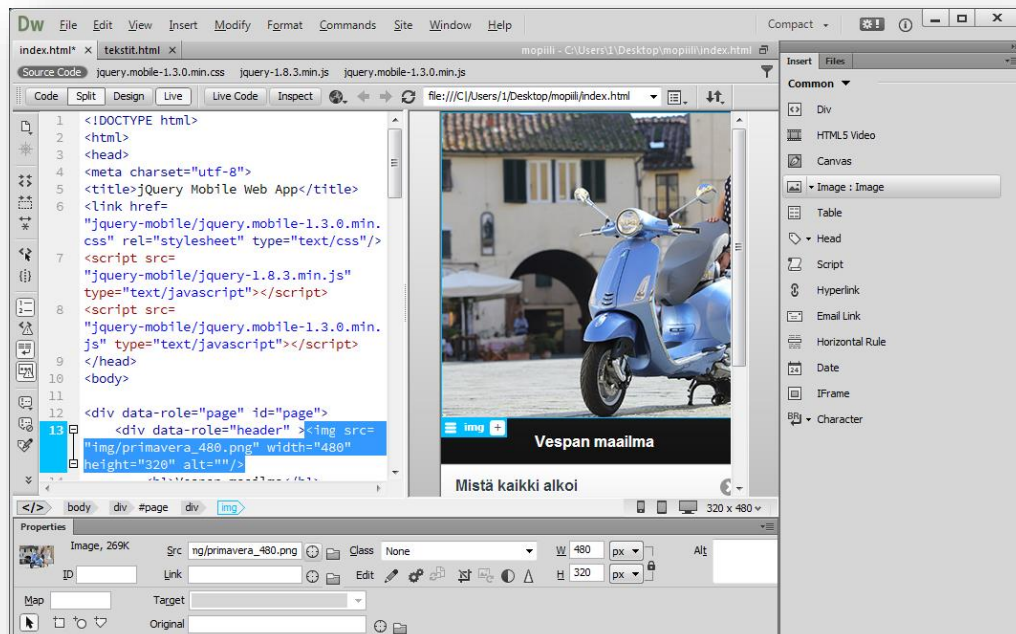 Dw File Edit View Insert Modify Format Commands Site Window Help Compact
index.html* × tekstit.html × mopiili - C:\Users\1\Desktop\mopiili\index.html
Source Code jquery.mobile-1.3.0.min.css jquery-1.8.3.min.js jquery.mobile-1.3.0.min.js
Code Split Design Live Live Code Inspect file:///C|/Users/1/Desktop/mopiili/index.html
1 <!DOCTYPE html>
2 <html>
3 <head>
4 <meta charset="utf-8">
5 <title>jQuery Mobile Web App</title>
6 <link href=
"jquery-mobile/jquery.mobile-1.3.0.min.
css" rel="stylesheet" type="text/css"/>
7 <script src=
"jquery-mobile/jquery-1.8.3.min.js"
type="text/javascript"></script>
8 <script src=
"jquery-mobile/jquery.mobile-1.3.0.min.
js" type="text/javascript"></script>
9 </head>
10 <body>
11
12 <div data-role="page" id="page">
13 <div data-role="header" ><img src=
"img/primavera_480.png" width="480"
height="320" alt=""/>
img +
Vespan maailma
Mistä kaikki alkoi
</> body div #page div img 320 x 480
Insert Files
Common
Div
HTML5 Video
Canvas
Image : Image
Table
Head
Script
Hyperlink
Email Link
Horizontal Rule
Date
IFrame
Character
Properties
Image, 269K Src ng/primavera_480.png Class None W 480 px Alt
ID Link Edit H 320 px
Map Target
Original